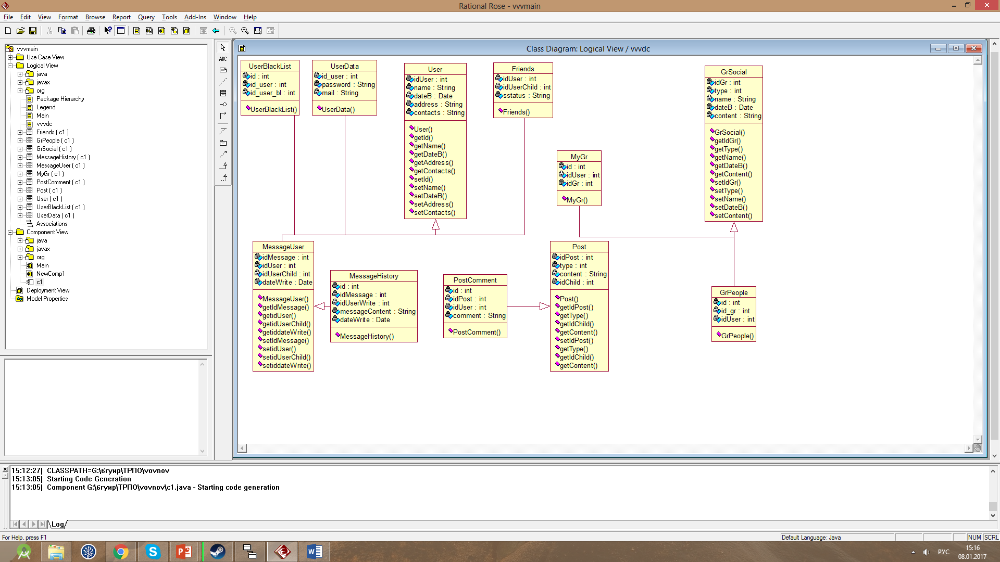 Rational Rose - vvvmain
File Edit View Format Browse Report Query Tools Add-Ins Window Help
vvvmain
Use Case View
Logical View
java
javax
org
Package Hierarchy
Legend
Main
vvvdc
Friends ( c1 )
GrPeople ( c1 )
GrSocial ( c1 )
MessageHistory ( c1 )
MessageUser ( c1 )
MyGr ( c1 )
PostComment ( c1 )
Post ( c1 )
User ( c1 )
UserBlackList ( c1 )
UserData ( c1 )
Associations
Component View
java
javax
org
Main
NewComp1
c1
Deployment View
Model Properties
ABC
Class Diagram: Logical View / vvvdc
UserBlackList
id : int
id_user : int
id_user_bl : int
UserBlackList()
UserData
id_user : int
password : String
mail : String
UserData()
User
idUser : int
name : String
dateB : Date
address : String
contacts : String
User()
getId()
getName()
getDateB()
getAddress()
getContacts()
setId()
setName()
setDateB()
setAddress()
setContacts()
Friends
idUser : int
idUserChild : int
sstatus : String
Friends()
MyGr
id : int
idUser : int
idGr : int
MyGr()
GrSocial
idGr : int
type : int
name : String
dateB : Date
content : String
GrSocial()
getIdGr()
getType()
getName()
getDateB()
getContent()
setIdGr()
setType()
setName()
setDateB()
setContent()
MessageUser
idMessage : int
idUser : int
idUserChild : int
dateWrite : Date
MessageUser()
getIdMessage()
getidUser()
getidUserChild()
getiddateWrite()
setIdMessage()
setidUser()
setidUserChild()
setiddateWrite()
MessageHistory
id : int
idMessage : int
idUserWrite : int
messageContent : String
dateWrite : Date
MessageHistory()
PostComment
id : int
idPost : int
idUser : int
comment : String
PostComment()
Post
idPost : int
type : int
content : String
idChild : int
Post()
getIdPost()
getType()
getIdChild()
getContent()
setIdPost()
getType()
getIdChild()
getContent()
GrPeople
id : int
id_gr : int
idUser : int
GrPeople()
15:12:27| CLASSPATH=G:\бгуир\ТРПО\vovnov
15:13:05| Starting Code Generation
15:13:05| Component G:\бгуир\ТРПО\vovnov\c1.java - Starting code generation
Log
For Help, press F1
Default Language: Java
NUM
SCRL
РУС
15:16
08.01.2017